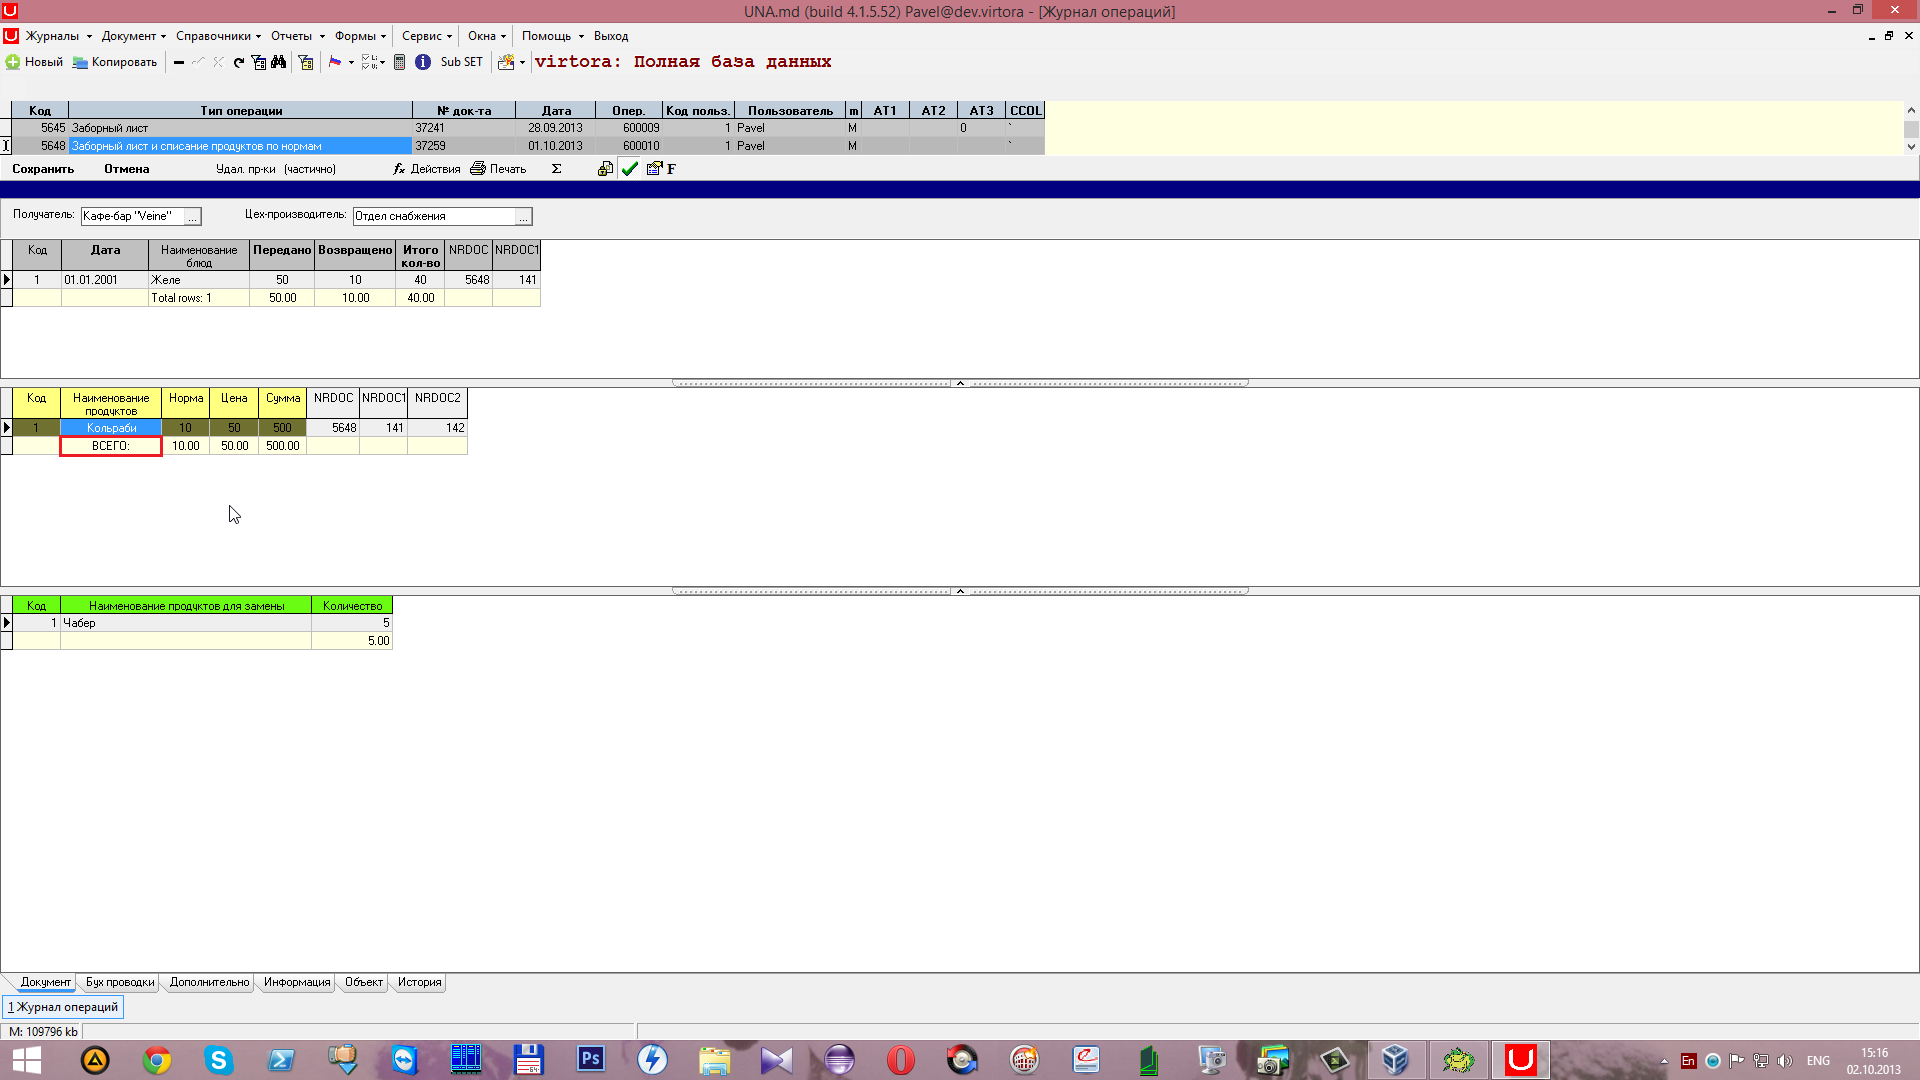 UNA.md (build 4.1.5.52) Pavel@dev.virtora - [Журнал операций]
Журналы Документ Справочники Отчеты Формы Сервис Окна Помощь Выход
Новый Копировать Sub SET virtora: Полная база данных
Код Тип операции № док-та Дата Опер. Код польз. Пользователь m AT1 AT2 AT3 CCOL
5645 Заборный лист 37241 28.09.2013 600009 1 Pavel M 0 `
5648 Заборный лист и списание продуктов по нормам 37259 01.10.2013 600010 1 Pavel M `
Сохранить Отмена Удал. пр-ки (частично) fx Действия Печать Σ F
Получатель: Кафе-бар "Veine" ... Цех-производитель: Отдел снабжения ...
Код Дата Наименование блюд Передано Возвращено Итого кол-во NRDOC NRDOC1
1 01.01.2001 Желе 50 10 40 5648 141
Total rows: 1 50.00 10.00 40.00
Код Наименование продуктов Норма Цена Сумма NRDOC NRDOC1 NRDOC2
1 Кольраби 10 50 500 5648 141 142
ВСЕГО: 10.00 50.00 500.00
Код Наименование продуктов для замены Количество
1 Чабер 5
5.00
Документ Бух проводки Дополнительно Информация Объект История
1 Журнал операций
M: 109796 kb
Ps En ENG 15:16
02.10.2013